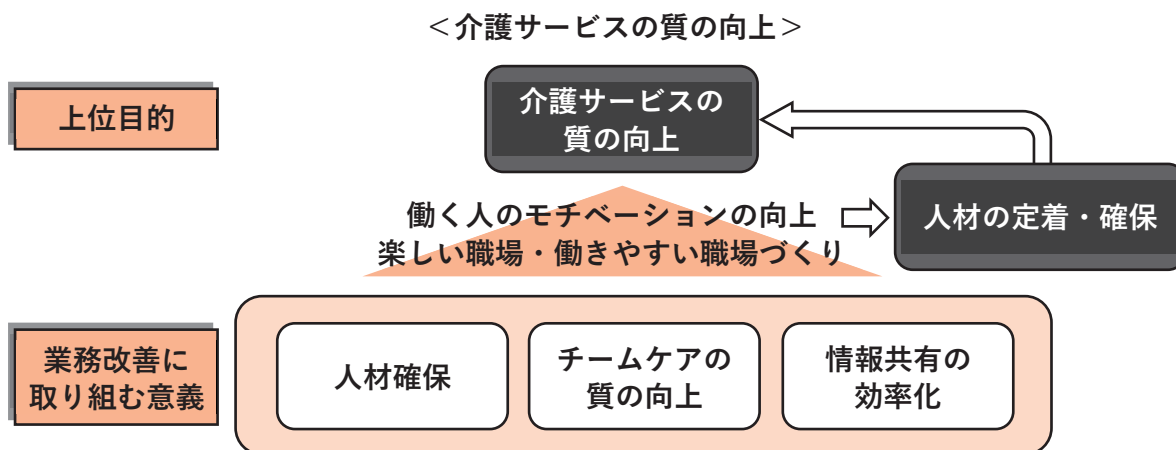 ＜介護サービスの質の向上＞
上位目的
介護サービスの
質の向上
人材の定着・確保
働く人のモチベーションの向上
楽しい職場・働きやすい職場づくり
業務改善に
取り組む意義
人材確保
チームケアの
質の向上
情報共有の
効率化